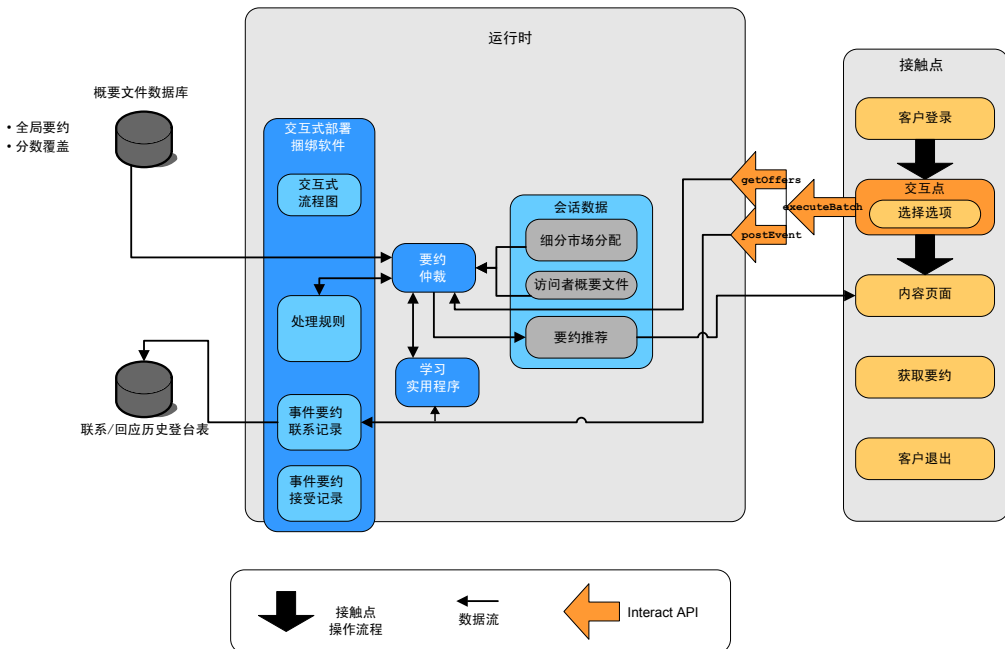 运行时
接触点
概要文件数据库
• 全局要约
• 分数覆盖
交互式部署
捆绑软件
交互式
流程图
处理规则
事件要约
联系记录
事件要约
接受记录
要约
仲裁
学习
实用程序
会话数据
细分市场分配
访问者概要文件
要约推荐
getOffers
executeBatch
postEvent
客户登录
交互点
选择选项
内容页面
获取要约
客户退出
联系/回应历史登台表
接触点
操作流程
数据流
Interact API